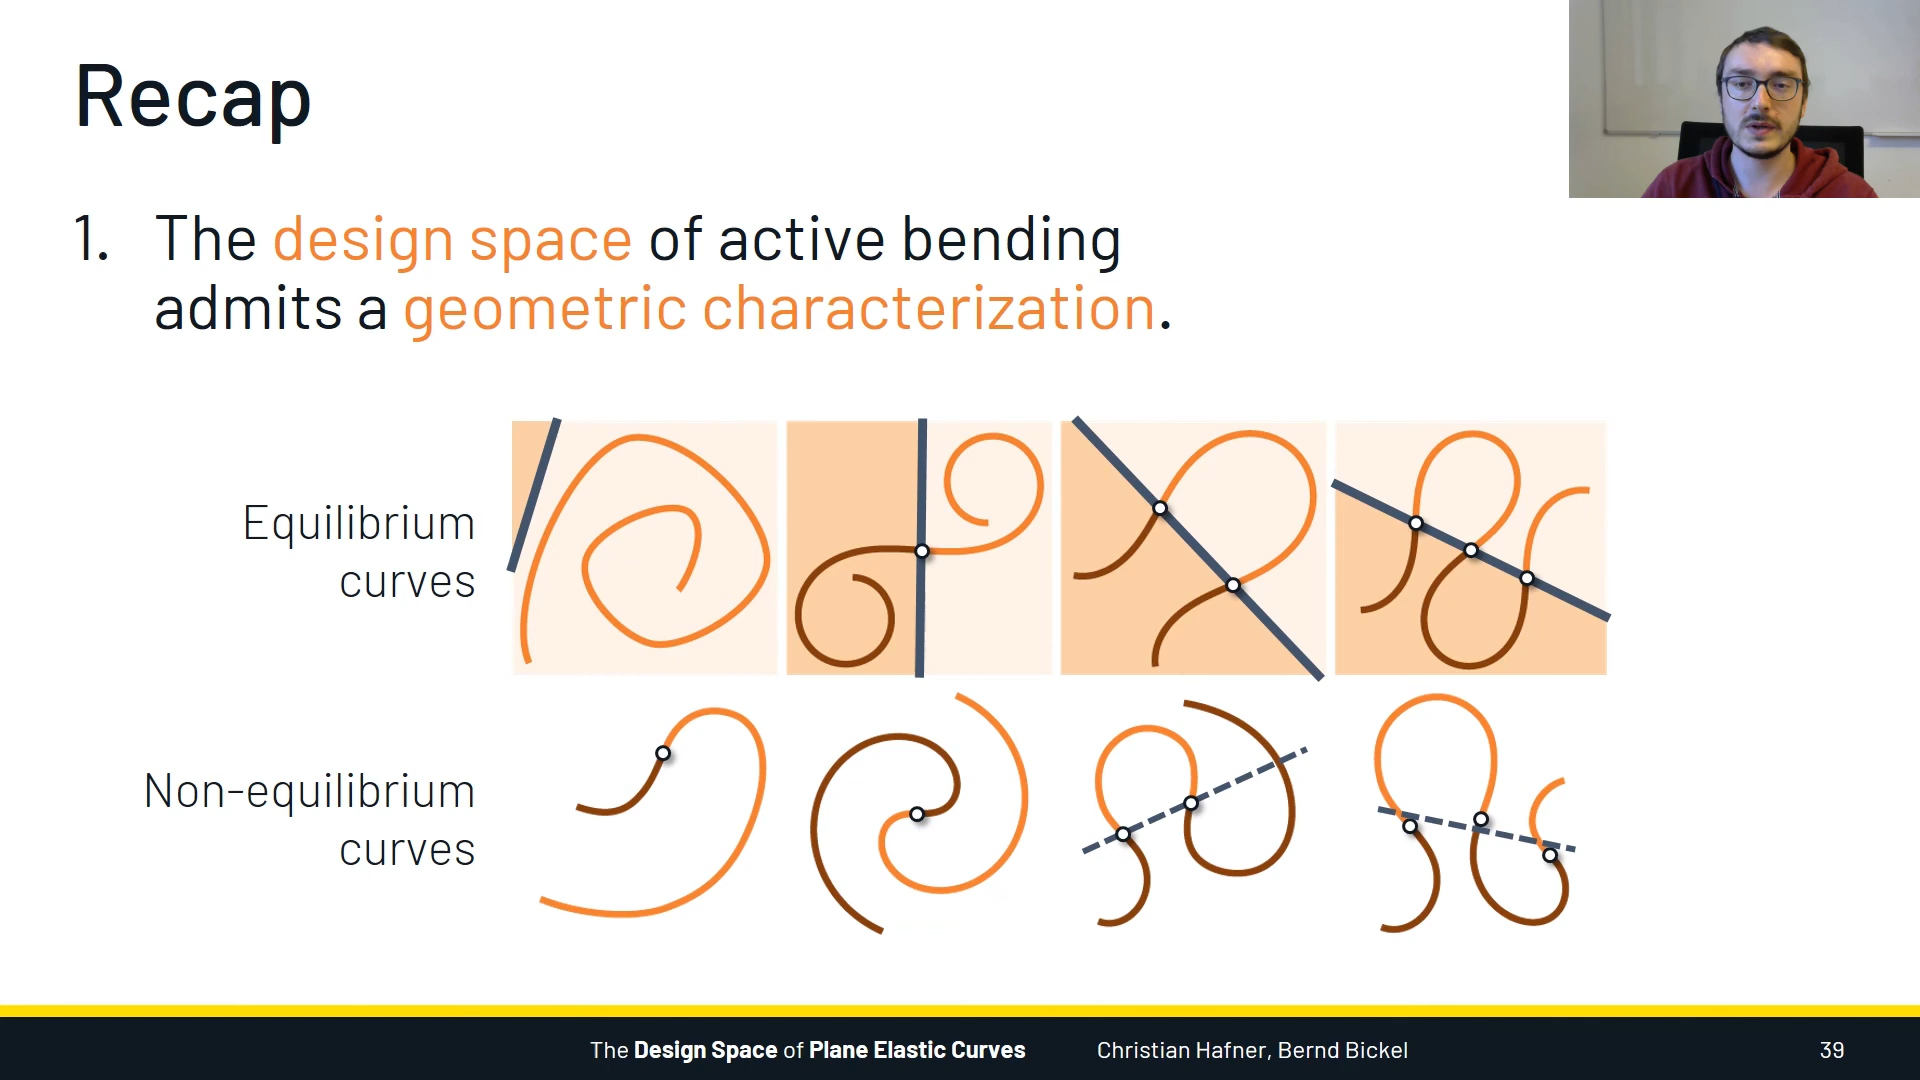 Recap
1. The design space of active bending
admits a geometric characterization.
Equilibrium
curves
Non-equilibrium
curves
The Design Space of Plane Elastic Curves Christian Hafner, Bernd Bickel 39